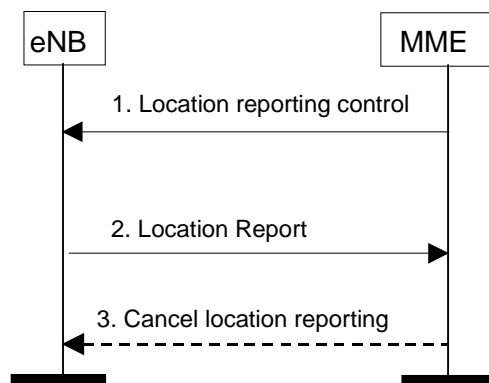 eNB
MME
1. Location reporting control
2. Location Report
3. Cancel location reporting